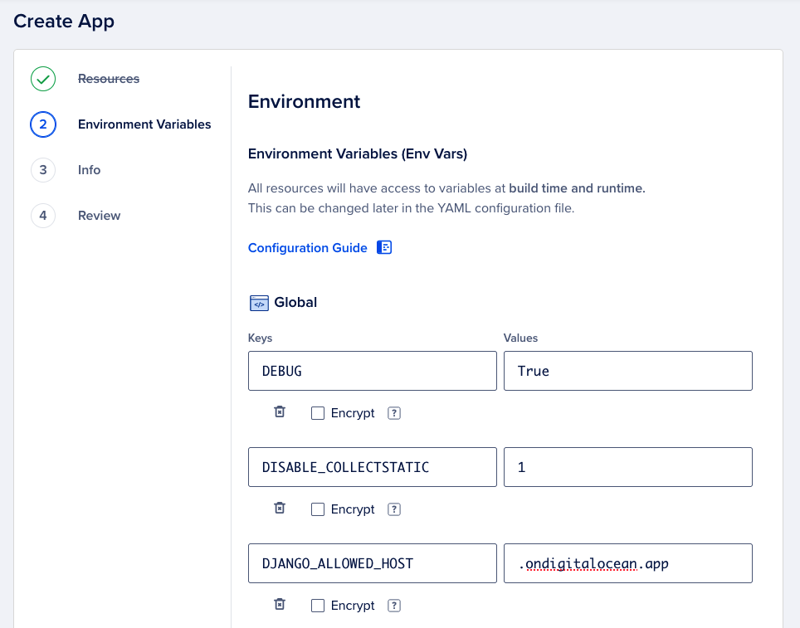 Create App
Resources
2 Environment Variables
3 Info
4 Review
Environment
Environment Variables (Env Vars)
All resources will have access to variables at build time and runtime.
This can be changed later in the YAML configuration file.
Configuration Guide
</> Global
Keys Values
DEBUG True
Encrypt ?
DISABLE_COLLECTSTATIC 1
Encrypt ?
DJANGO_ALLOWED_HOST .ondigitalocean.app
Encrypt ?